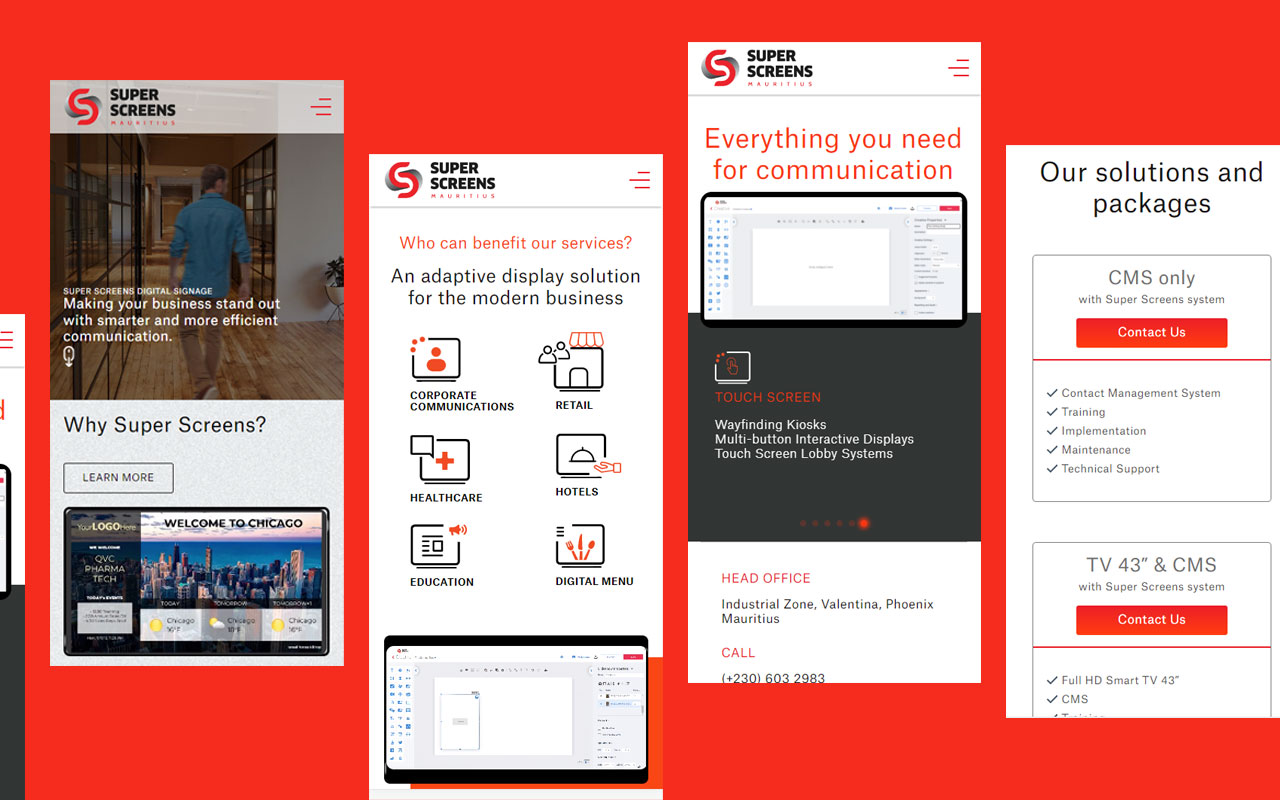 SUPER
SCREENS
MAURITIUS
SUPER SCREENS DIGITAL SIGNAGE
Making your business stand out
with smarter and more efficient
communication.
Why Super Screens?
LEARN MORE
YourLOGOHere
WELCOME TO CHICAGO
WE WELCOME
QVC
PHARMA
TECH
TODAY's EVENTS
TODAY
TOMORROW
TOMORROW+1
Chicago
16°F
Chicago
18°F
Chicago
16°F
SUPER
SCREENS
MAURITIUS
Who can benefit our services?
An adaptive display solution
for the modern business
CORPORATE
COMMUNICATIONS
RETAIL
HEALTHCARE
HOTELS
EDUCATION
DIGITAL MENU
SUPER
SCREENS
MAURITIUS
Everything you need
for communication
TOUCH SCREEN
Wayfinding Kiosks
Multi-button Interactive Displays
Touch Screen Lobby Systems
HEAD OFFICE
Industrial Zone, Valentina, Phoenix
Mauritius
CALL
(+230) 603 2983
Our solutions and
packages
CMS only
with Super Screens system
Contact Us
Contact Management System
Training
Implementation
Maintenance
Technical Support
TV 43” & CMS
with Super Screens system
Contact Us
Full HD Smart TV 43”
CMS
Training